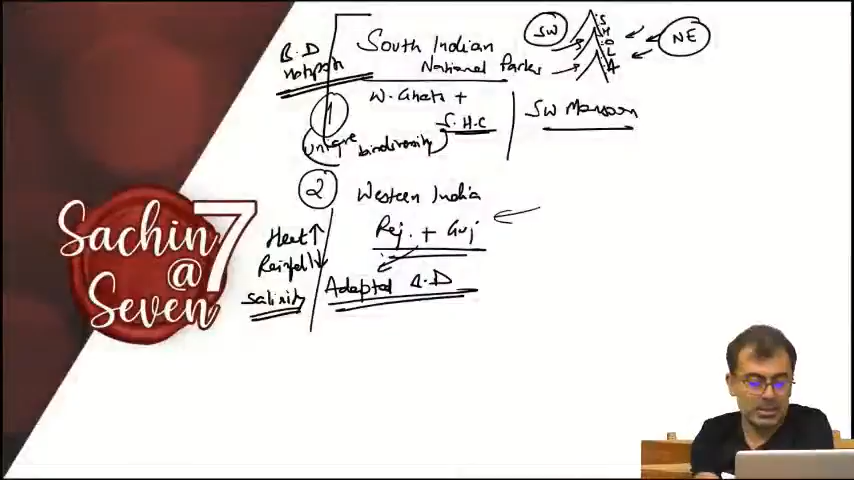 South Indian
National Parks
B.D
hotspots
W. Ghats +
S.H.C
1
unique biodiversity
SW
SHOLA
NE
SW Monsoon
2
Western India
Raj. + Guj
Heat↑
Rainfall↓
Salinity
Adapted B.D
Sachin
@7
Seven